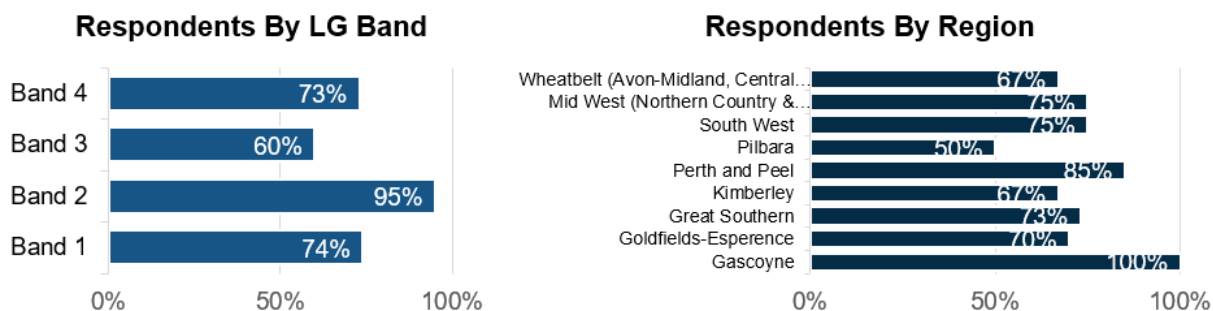 Respondents By LG Band
Band 4 73%
Band 3 60%
Band 2 95%
Band 1 74%
0% 50% 100%
Respondents By Region
Wheatbelt (Avon-Midland, Central... 67%
Mid West (Northern Country &... 75%
South West 75%
Pilbara 50%
Perth and Peel 85%
Kimberley 67%
Great Southern 73%
Goldfields-Esperence 70%
Gascoyne 100%
0% 50% 100%